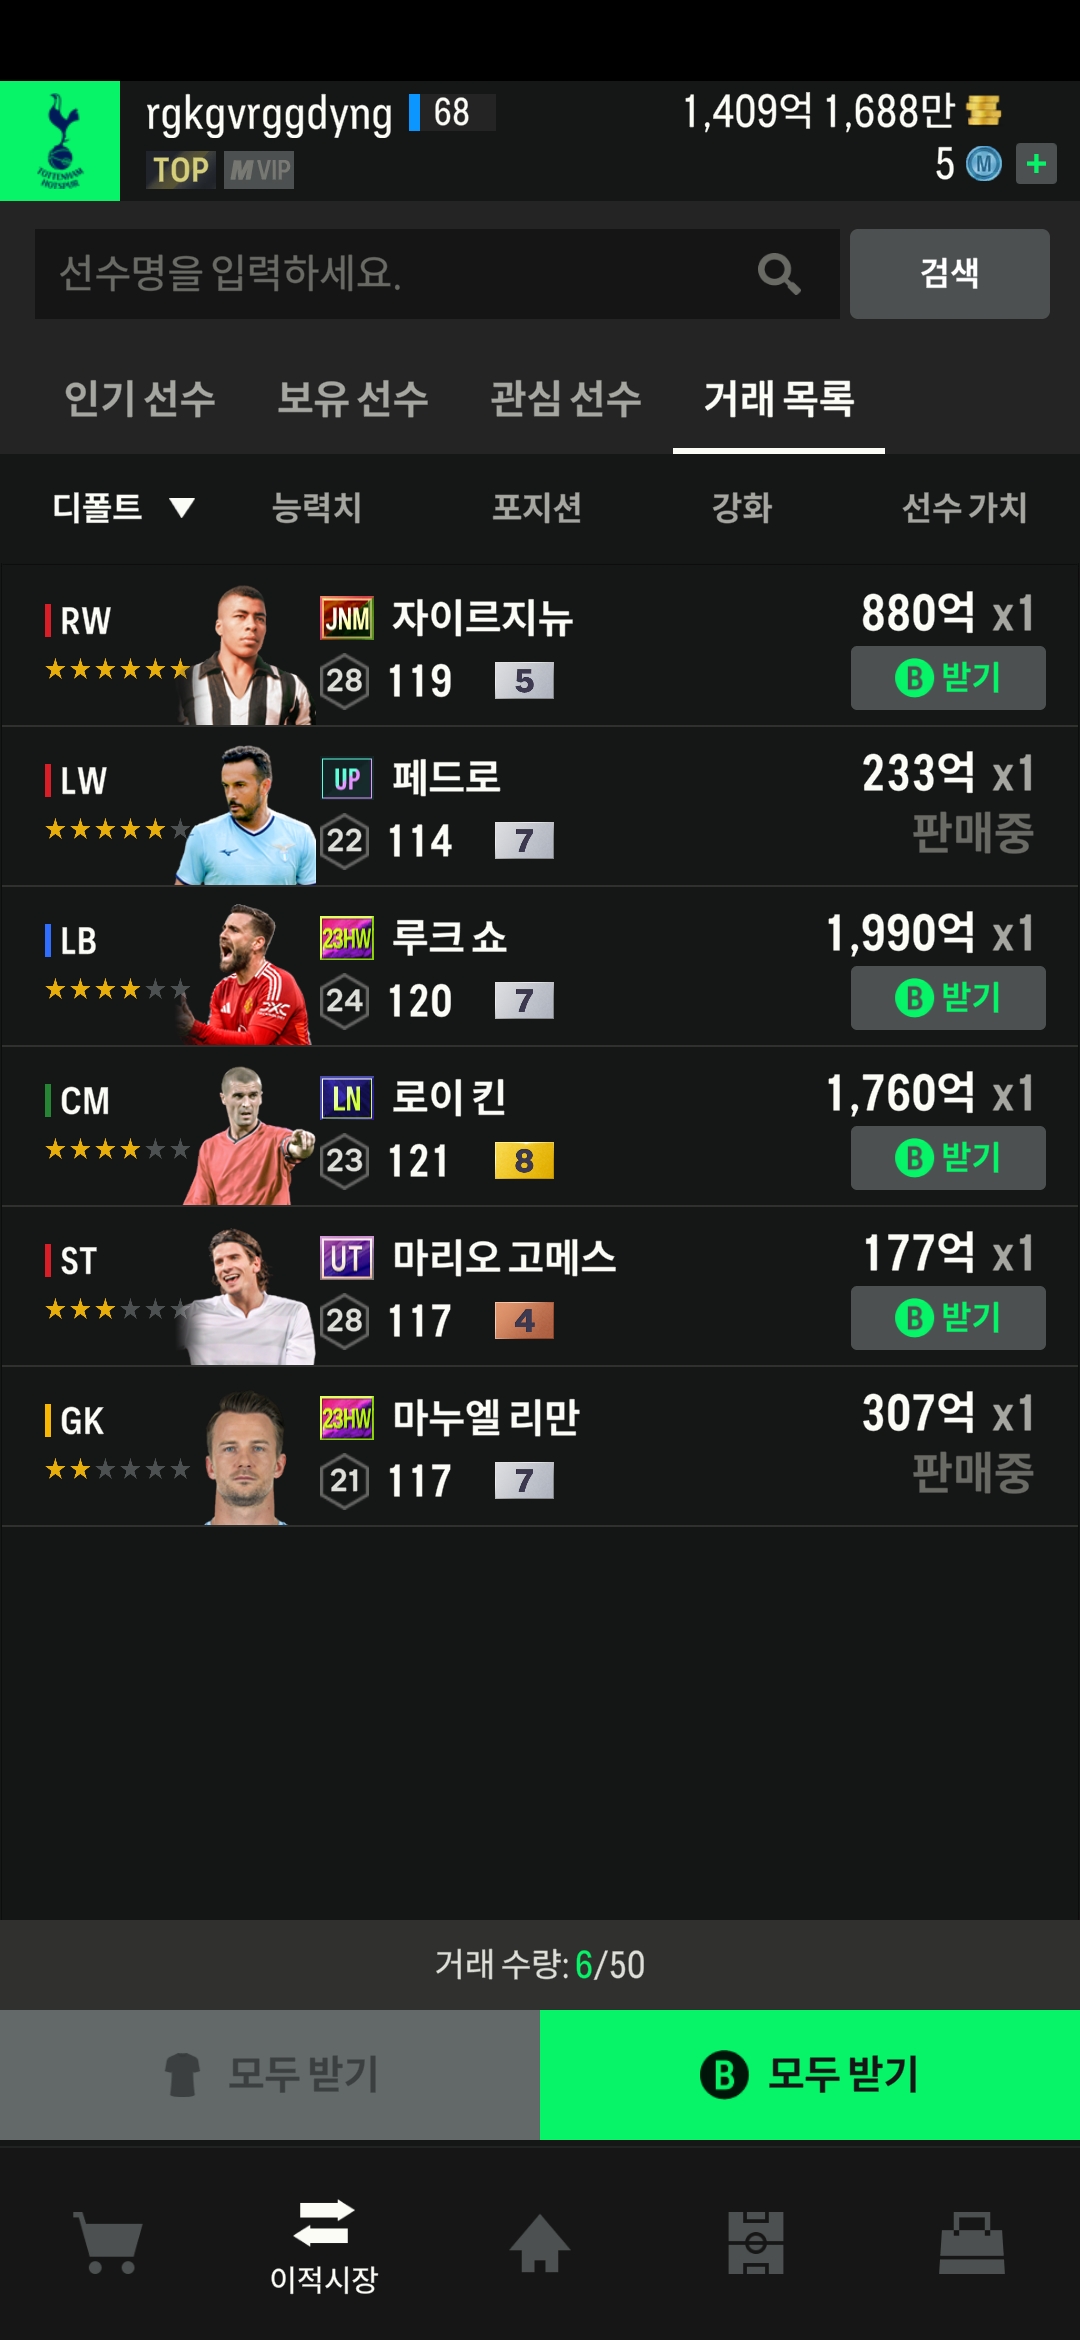 rgkgvrggdyng 68 1,409억 1,688만
TOP M VIP 5 M +
선수명을 입력하세요. 검색
인기 선수 보유 선수 관심 선수 거래 목록
디폴트 ▼ 능력치 포지션 강화 선수 가치
RW JNM 자이르지뉴 880억 x1
28 119 5 B 받기
LW UP 페드로 233억 x1
22 114 7 판매중
LB 23HW 루크 쇼 1,990억 x1
24 120 7 B 받기
CM LN 로이 킨 1,760억 x1
23 121 8 B 받기
ST UT 마리오 고메스 177억 x1
28 117 4 B 받기
GK 23HW 마누엘 리만 307억 x1
21 117 7 판매중
거래 수량: 6/50
모두 받기 B 모두 받기
이적시장